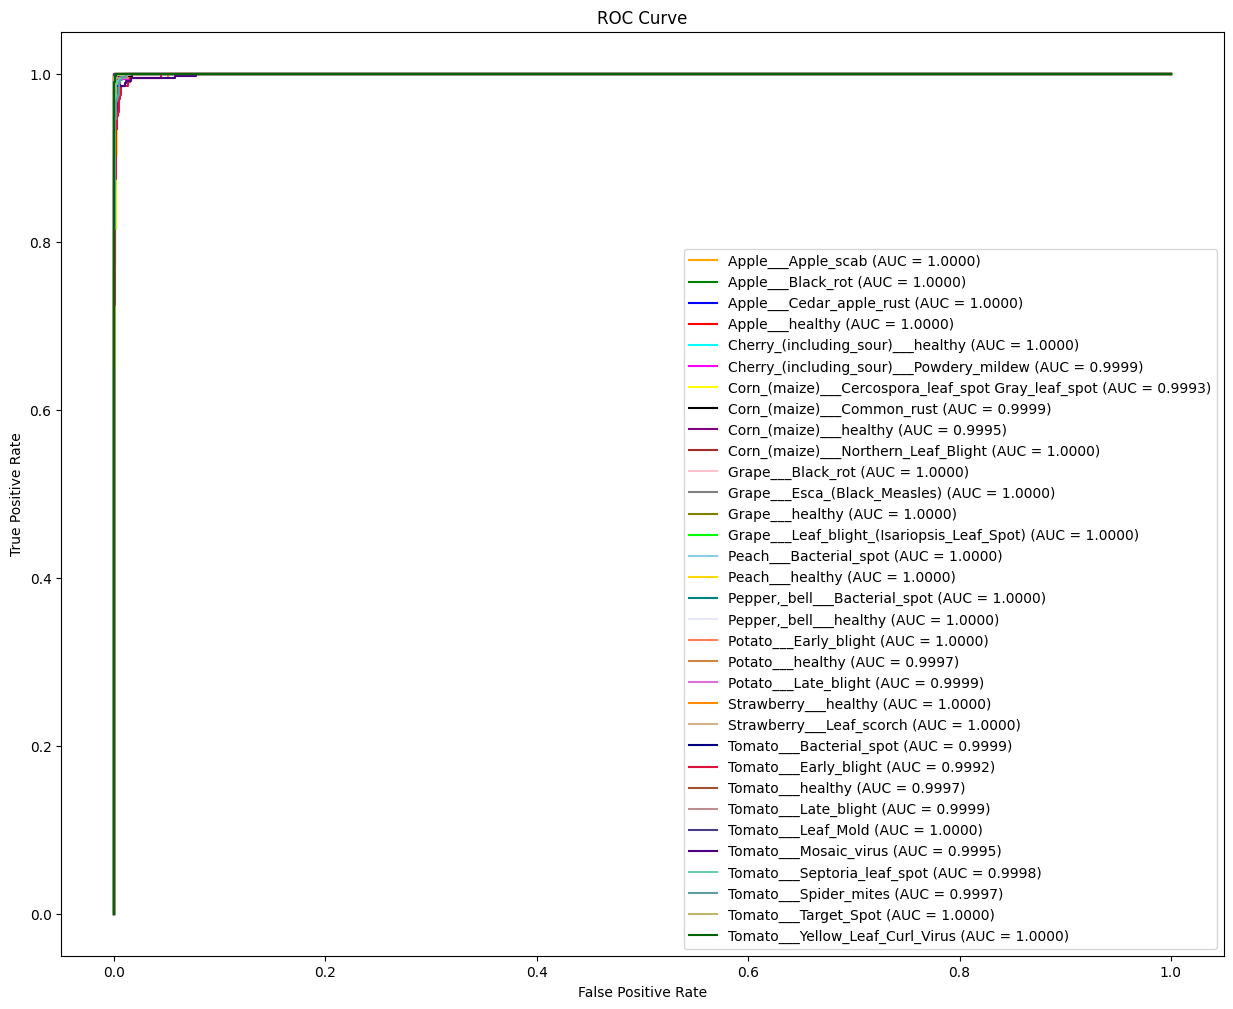 ROC Curve
1.0
0.8
0.6
0.4
0.2
0.0
True Positive Rate
Apple___Apple_scab (AUC = 1.0000)
Apple___Black_rot (AUC = 1.0000)
Apple___Cedar_apple_rust (AUC = 1.0000)
Apple___healthy (AUC = 1.0000)
Cherry_(including_sour)___healthy (AUC = 1.0000)
Cherry_(including_sour)___Powdery_mildew (AUC = 0.9999)
Corn_(maize)___Cercospora_leaf_spot Gray_leaf_spot (AUC = 0.9993)
Corn_(maize)___Common_rust (AUC = 0.9999)
Corn_(maize)___healthy (AUC = 0.9995)
Corn_(maize)___Northern_Leaf_Blight (AUC = 1.0000)
Grape___Black_rot (AUC = 1.0000)
Grape___Esca_(Black_Measles) (AUC = 1.0000)
Grape___healthy (AUC = 1.0000)
Grape___Leaf_blight_(Isariopsis_Leaf_Spot) (AUC = 1.0000)
Peach___Bacterial_spot (AUC = 1.0000)
Peach___healthy (AUC = 1.0000)
Pepper,_bell___Bacterial_spot (AUC = 1.0000)
Pepper,_bell___healthy (AUC = 1.0000)
Potato___Early_blight (AUC = 1.0000)
Potato___healthy (AUC = 0.9997)
Potato___Late_blight (AUC = 0.9999)
Strawberry___healthy (AUC = 1.0000)
Strawberry___Leaf_scorch (AUC = 1.0000)
Tomato___Bacterial_spot (AUC = 0.9999)
Tomato___Early_blight (AUC = 0.9992)
Tomato___healthy (AUC = 0.9997)
Tomato___Late_blight (AUC = 0.9999)
Tomato___Leaf_Mold (AUC = 1.0000)
Tomato___Mosaic_virus (AUC = 0.9995)
Tomato___Septoria_leaf_spot (AUC = 0.9998)
Tomato___Spider_mites (AUC = 0.9997)
Tomato___Target_Spot (AUC = 1.0000)
Tomato___Yellow_Leaf_Curl_Virus (AUC = 1.0000)
0.0 0.2 0.4 0.6 0.8 1.0
False Positive Rate